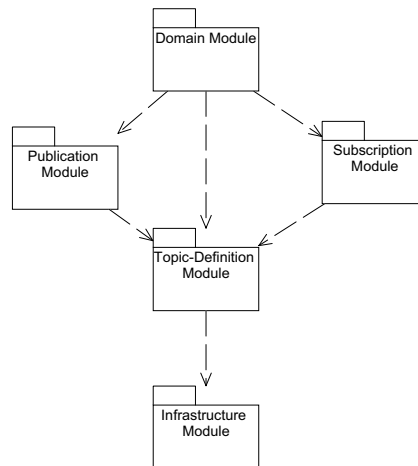 Domain Module
Publication
Module
Subscription
Module
Topic-Definition
Module
Infrastructure
Module